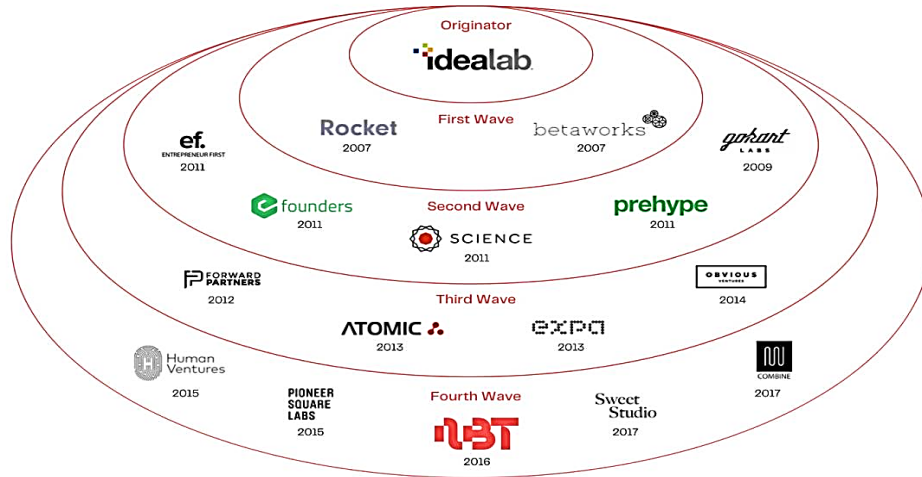 Originator
idealab
First Wave
Rocket
2007
betaworks
2007
ef.
ENTREPRENEUR FIRST
2011
gokart
LABS
2009
Second Wave
founders
2011
SCIENCE
2011
prehype
2011
Third Wave
FORWARD
PARTNERS
2012
ATOMIC
2013
expa
2013
OBVIOUS
VENTURES
2014
Fourth Wave
Human
Ventures
2015
PIONEER
SQUARE
LABS
2015
NBT
2016
Sweet
Studio
2017
COMBINE
2017